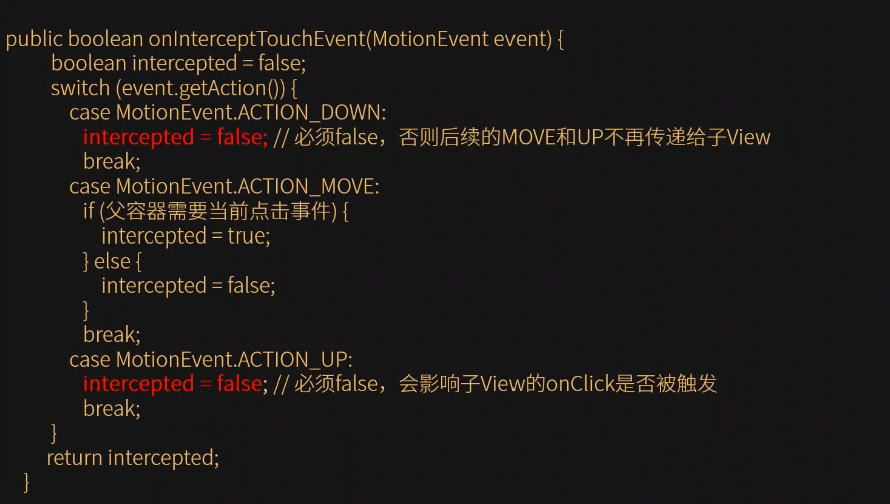 public boolean onInterceptTouchEvent(MotionEvent event) {
boolean intercepted = false;
switch (event.getAction()) {
case MotionEvent.ACTION_DOWN:
intercepted = false; // 必须false，否则后续的MOVE和UP不再传递给子View
break;
case MotionEvent.ACTION_MOVE:
if (父容器需要当前点击事件) {
intercepted = true;
} else {
intercepted = false;
}
break;
case MotionEvent.ACTION_UP:
intercepted = false; // 必须false，会影响子View的onClick是否被触发
break;
}
return intercepted;
}